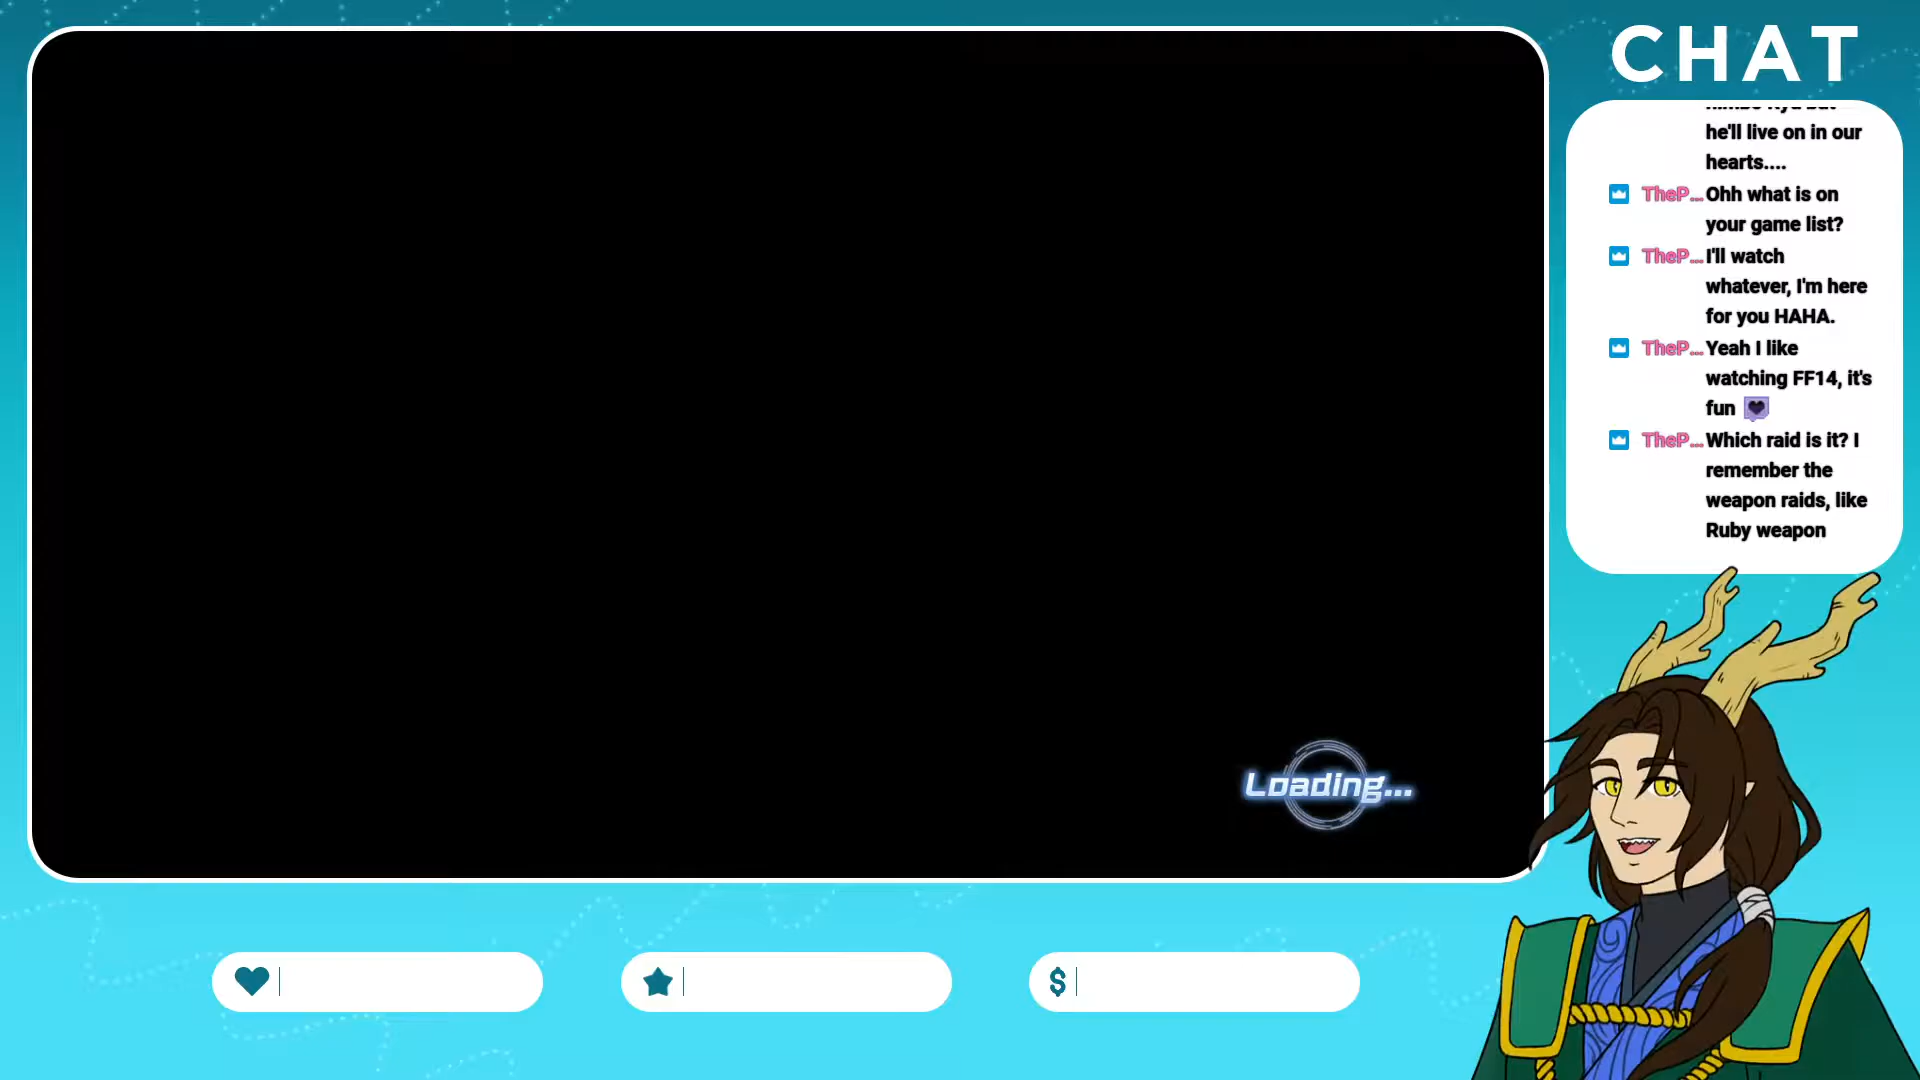 CHAT
he'll live on in our
hearts....
TheP... Ohh what is on
your game list?
TheP... I'll watch
whatever, I'm here
for you HAHA.
TheP... Yeah I like
watching FF14, it's
fun
TheP... Which raid is it? I
remember the
weapon raids, like
Ruby weapon
Loading...
$